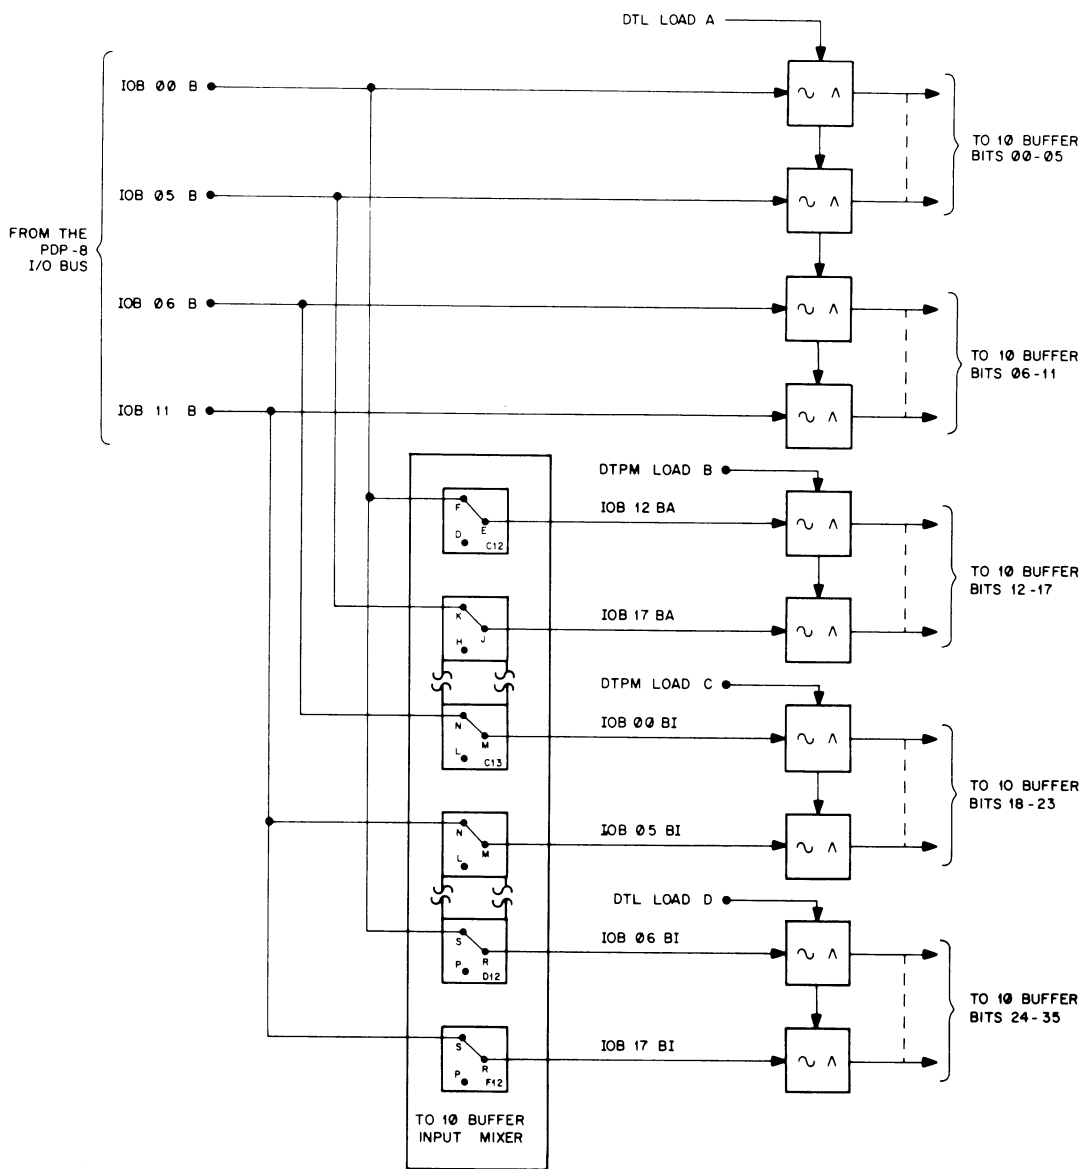 DTL LOAD A
IOB 00 B
TO 10 BUFFER
BITS 00-05
IOB 05 B
FROM THE
PDP-8
I/O BUS
IOB 06 B
TO 10 BUFFER
BITS 06-11
IOB 11 B
DTPM LOAD B
F
E
D
C12
IOB 12 BA
TO 10 BUFFER
BITS 12-17
K
J
H
IOB 17 BA
DTPM LOAD C
N
M
L
C13
IOB 00 BI
TO 10 BUFFER
BITS 18-23
N
M
L
IOB 05 BI
DTL LOAD D
S
R
P
D12
IOB 06 BI
TO 10 BUFFER
BITS 24-35
S
R
P
F12
IOB 17 BI
TO 10 BUFFER
INPUT MIXER